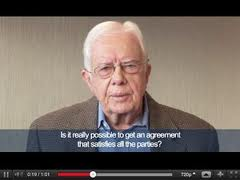 Is it really possible to get an agreement
that satisfies all the parties?
0:19 / 1:01
720p